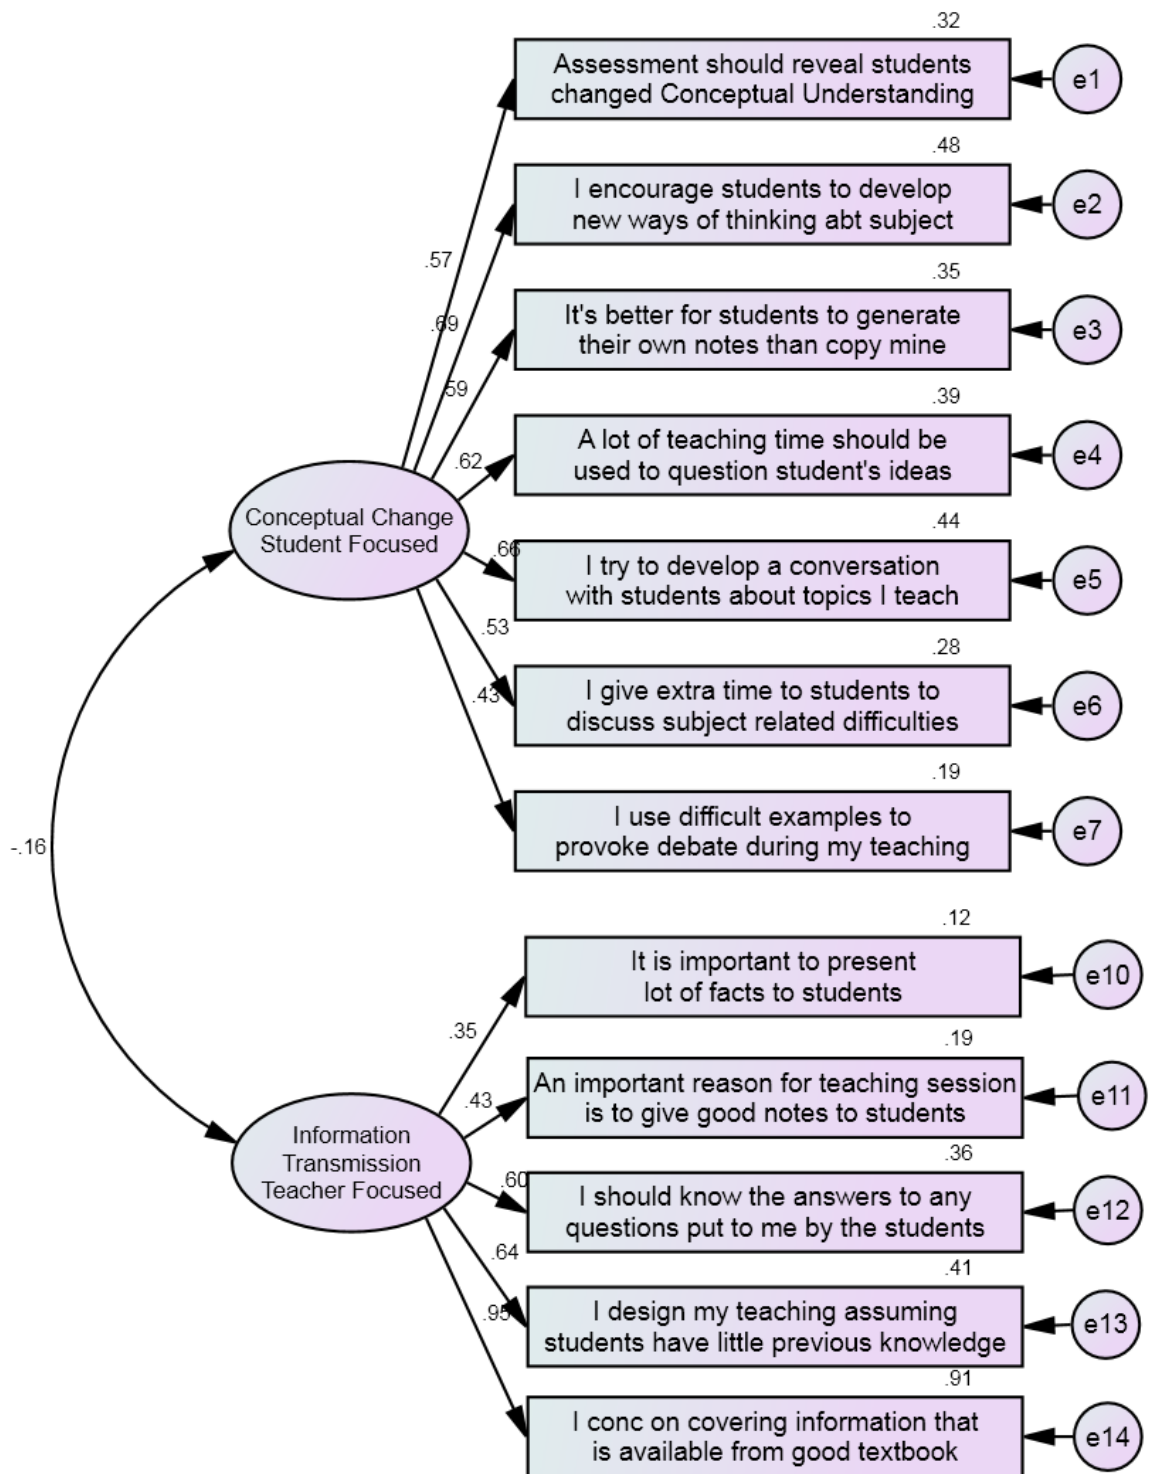 .32
Assessment should reveal students
changed Conceptual Understanding
e1
.48
I encourage students to develop
new ways of thinking abt subject
e2
.57
.35
It's better for students to generate
their own notes than copy mine
e3
.69
.59
.39
A lot of teaching time should be
used to question student's ideas
e4
.62
Conceptual Change
Student Focused
.44
I try to develop a conversation
with students about topics I teach
e5
.66
.53
.28
I give extra time to students to
discuss subject related difficulties
e6
.43
.19
I use difficult examples to
provoke debate during my teaching
e7
-.16
.12
It is important to present
lot of facts to students
e10
.35
.19
An important reason for teaching session
is to give good notes to students
e11
.43
Information
Transmission
Teacher Focused
.36
I should know the answers to any
questions put to me by the students
e12
.60
.64
.41
I design my teaching assuming
students have little previous knowledge
e13
.95
.91
I conc on covering information that
is available from good textbook
e14